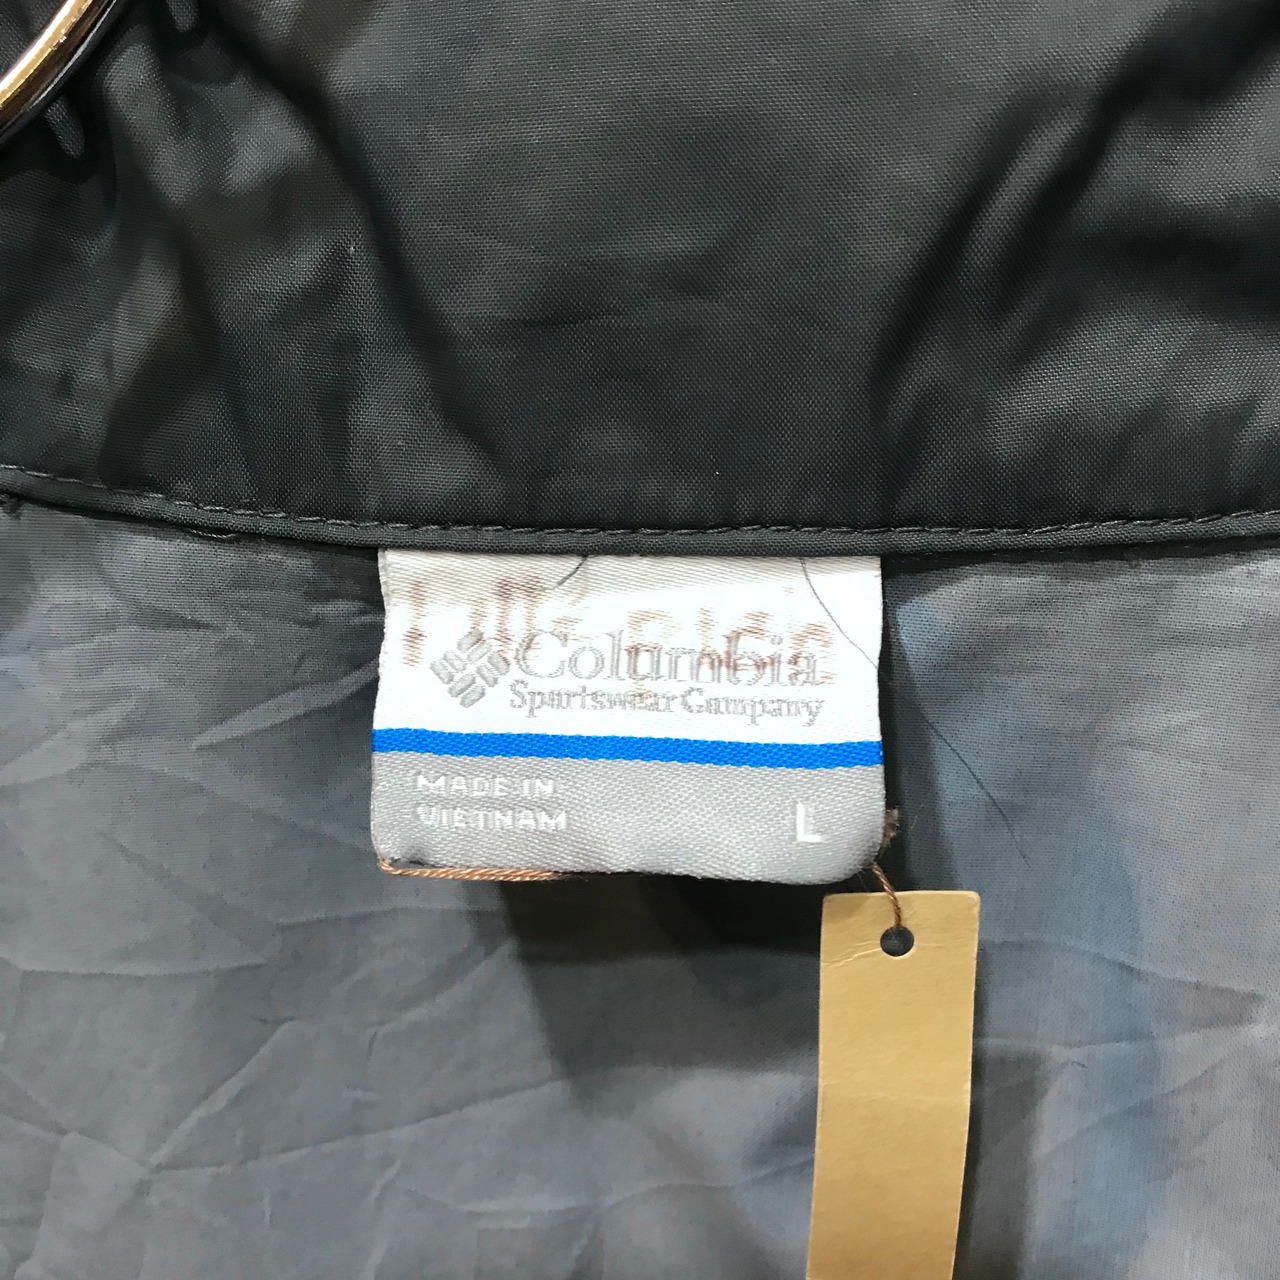 Columbia
Sportswear Company
MADE IN
VIETNAM
L